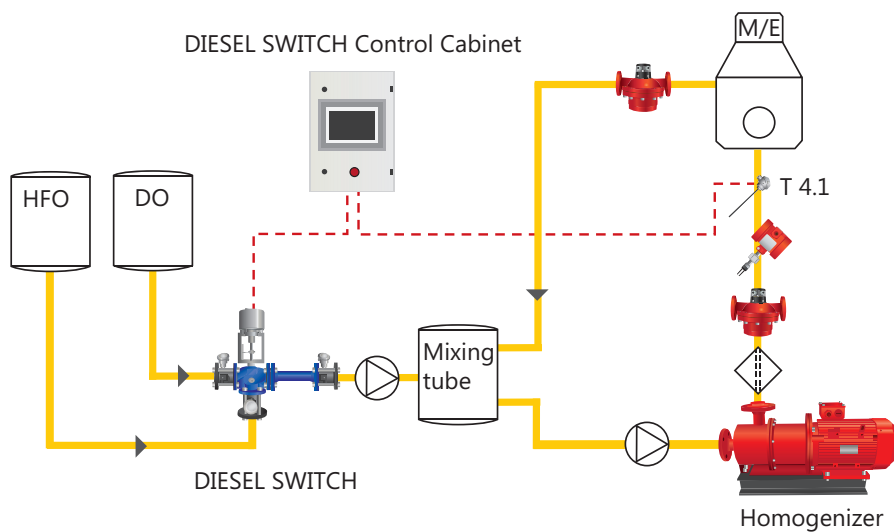 M/E
DIESEL SWITCH Control Cabinet
HFO
DO
T 4.1
Mixing
tube
DIESEL SWITCH
Homogenizer